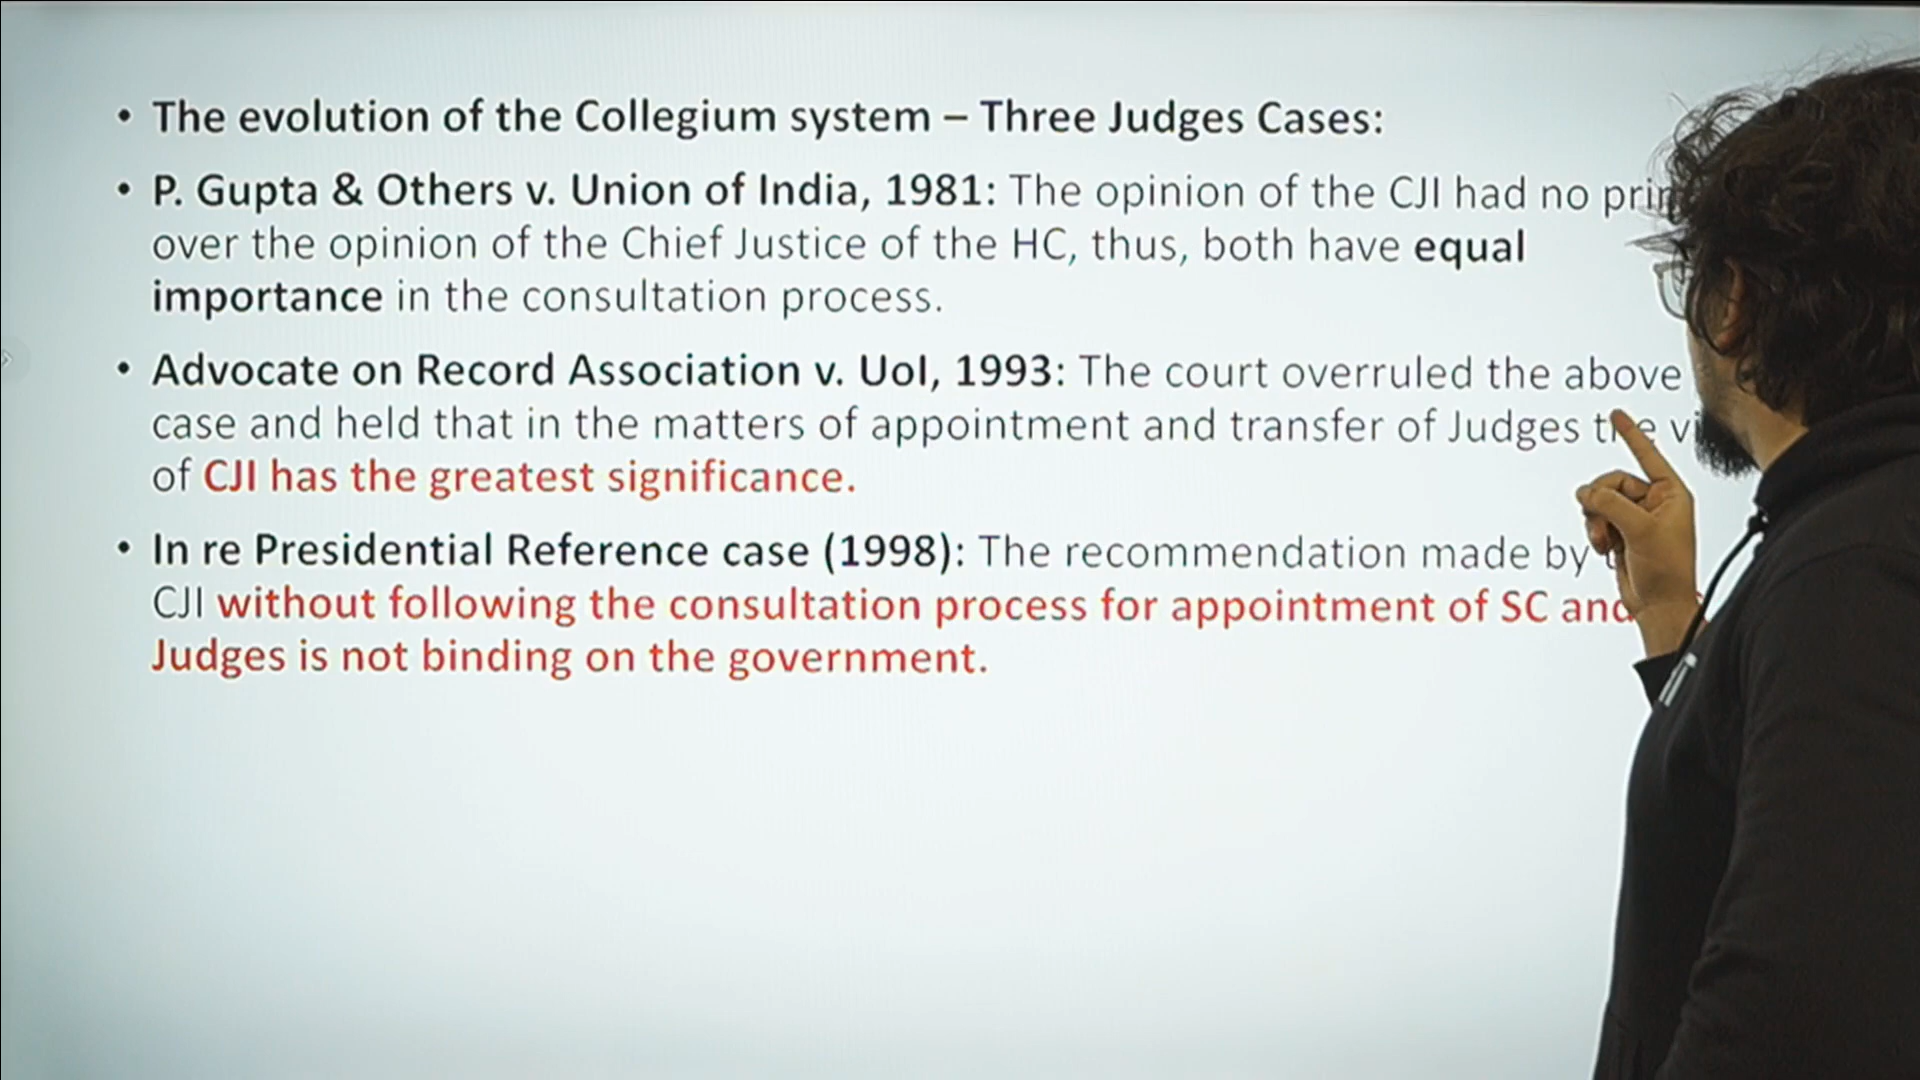 • The evolution of the Collegium system – Three Judges Cases:
• P. Gupta & Others v. Union of India, 1981: The opinion of the CJI had no
over the opinion of the Chief Justice of the HC, thus, both have equal
importance in the consultation process.
• Advocate on Record Association v. UoI, 1993: The court overruled the above
case and held that in the matters of appointment and transfer of Judges the
of CJI has the greatest significance.
• In re Presidential Reference case (1998): The recommendation made by
CJI without following the consultation process for appointment of SC and
Judges is not binding on the government.